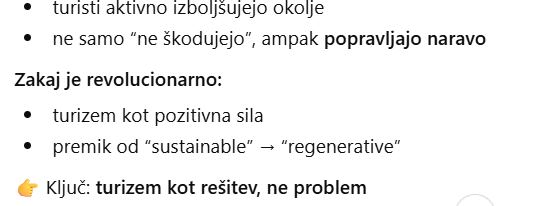 turisti aktivno izboljšujejo okolje
• ne samo “ne škodujejo”, ampak popravljajo naravo
Zakaj je revolucionarno:
• turizem kot pozitivna sila
• premik od “sustainable” → “regenerative”
👉 Ključ: turizem kot rešitev, ne problem